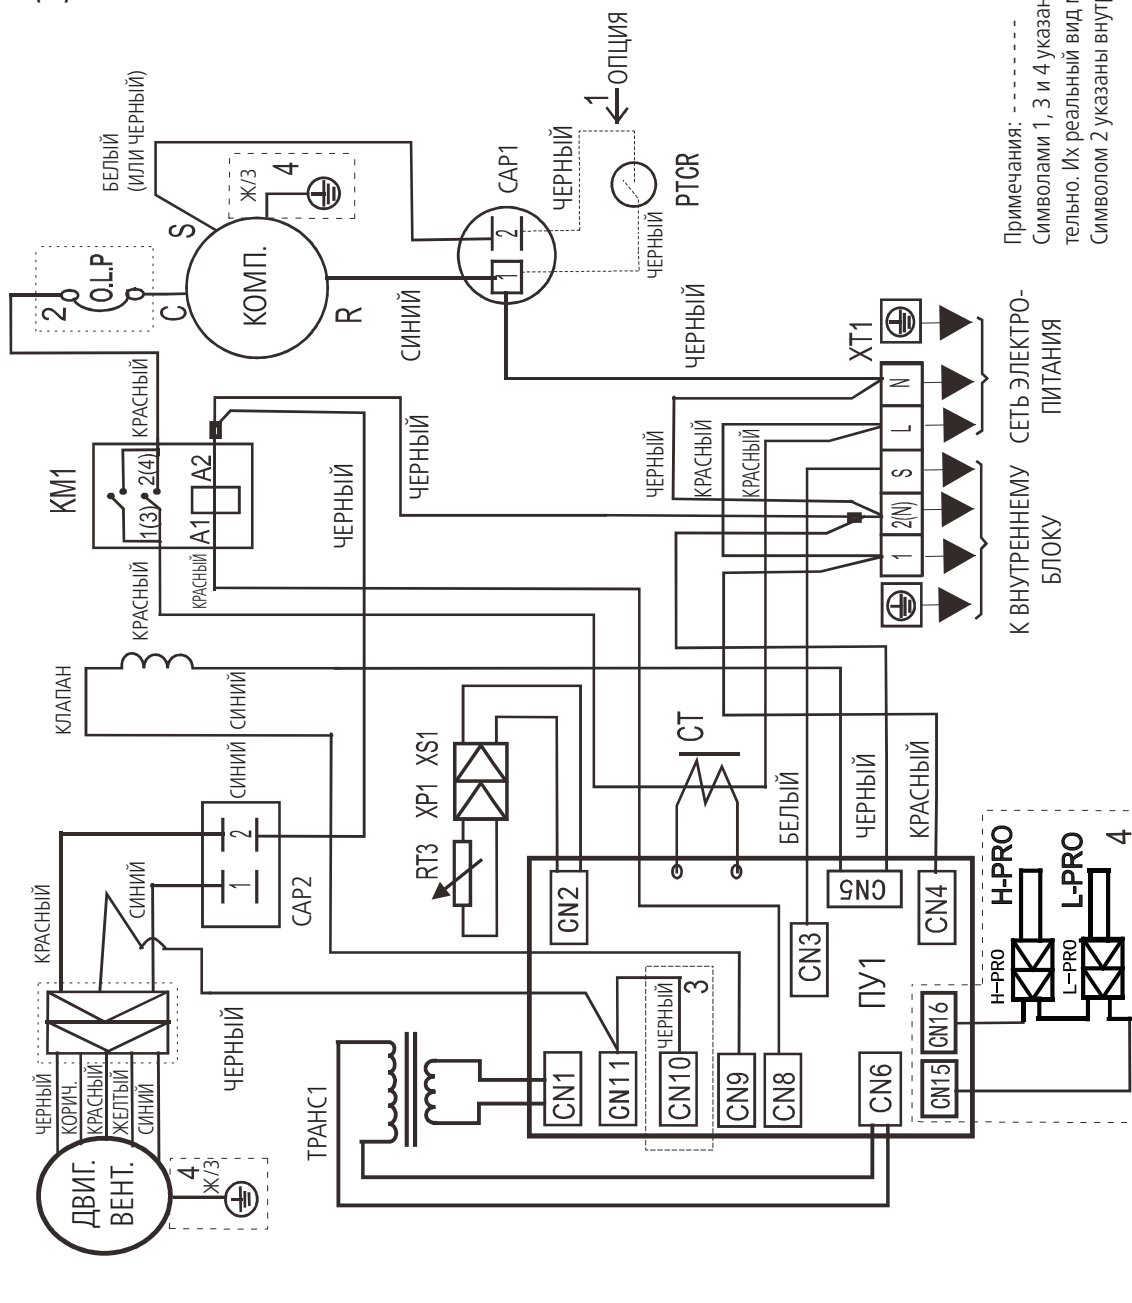 БЕЛЫЙ
(ИЛИ ЧЕРНЫЙ)
S
Ж/З
4
КОМП.
C
R
2
O.L.P
СИНИЙ
CAP1
1
2
ЧЕРНЫЙ
ЧЕРНЫЙ
PTCR
1
ОПЦИЯ
Примечания:
Символами 1, 3 и 4 указан
тельно. Их реальный вид
Символом 2 указаны внут
KM1
КРАСНЫЙ
1(3)
2(4)
A1
A2
КРАСНЫЙ
КРАСНЫЙ
ЧЕРНЫЙ
ЧЕРНЫЙ
ЧЕРНЫЙ
XT1
ЧЕРНЫЙ
КРАСНЫЙ
КРАСНЫЙ
1
2(N)
S
L
N
СЕТЬ ЭЛЕКТРО-
ПИТАНИЯ
К ВНУТРЕННЕМУ
БЛОКУ
КЛАПАН
СИНИЙ
СИНИЙ
КРАСНЫЙ
СИНИЙ
1
2
CAP2
RT3
XP1
XS1
CT
БЕЛЫЙ
ЧЕРНЫЙ
КРАСНЫЙ
ЧЕРНЫЙ
КОРИЧ.
КРАСНЫЙ
ЖЕЛТЫЙ
СИНИЙ
ЧЕРНЫЙ
ДВИГ.
ВЕНТ.
4
Ж/З
ТРАНС1
CN1
CN11
ЧЕРНЫЙ
3
CN10
CN9
CN8
CN2
CN3
CN5
CN4
ПУ1
CN6
CN15
CN16
H-PRO
H-PRO
L-PRO
L-PRO
4